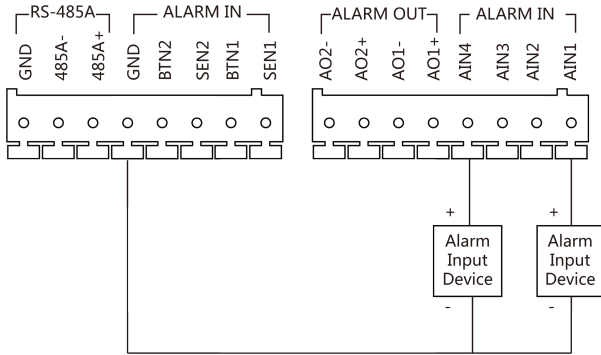 RS-485A
ALARM IN
ALARM OUT
ALARM IN
GND
485A-
485A+
GND
BTN2
SEN2
BTN1
SEN1
AO2-
AO2+
AO1-
AO1+
AIN4
AIN3
AIN2
AIN1
+
+
Alarm
Input
Device
Alarm
Input
Device
-
-